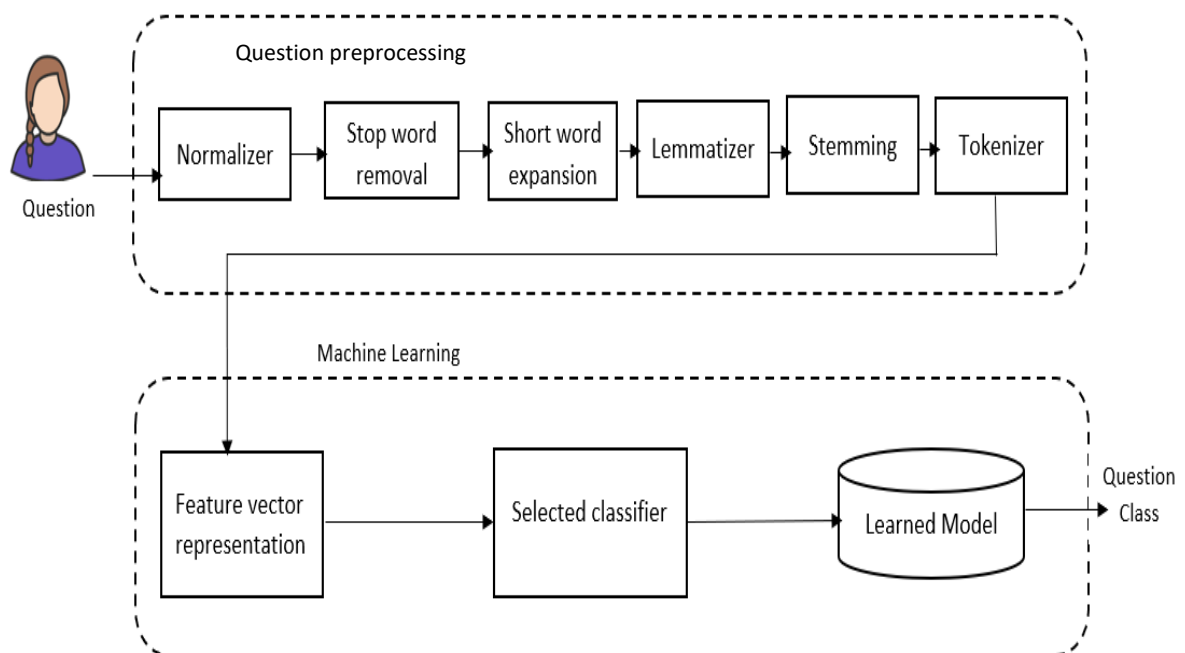 Question preprocessing
Normalizer
Stop word
removal
Short word
expansion
Lemmatizer
Stemming
Tokenizer
Question
Machine Learning
Feature vector
representation
Selected classifier
Learned Model
Question
Class